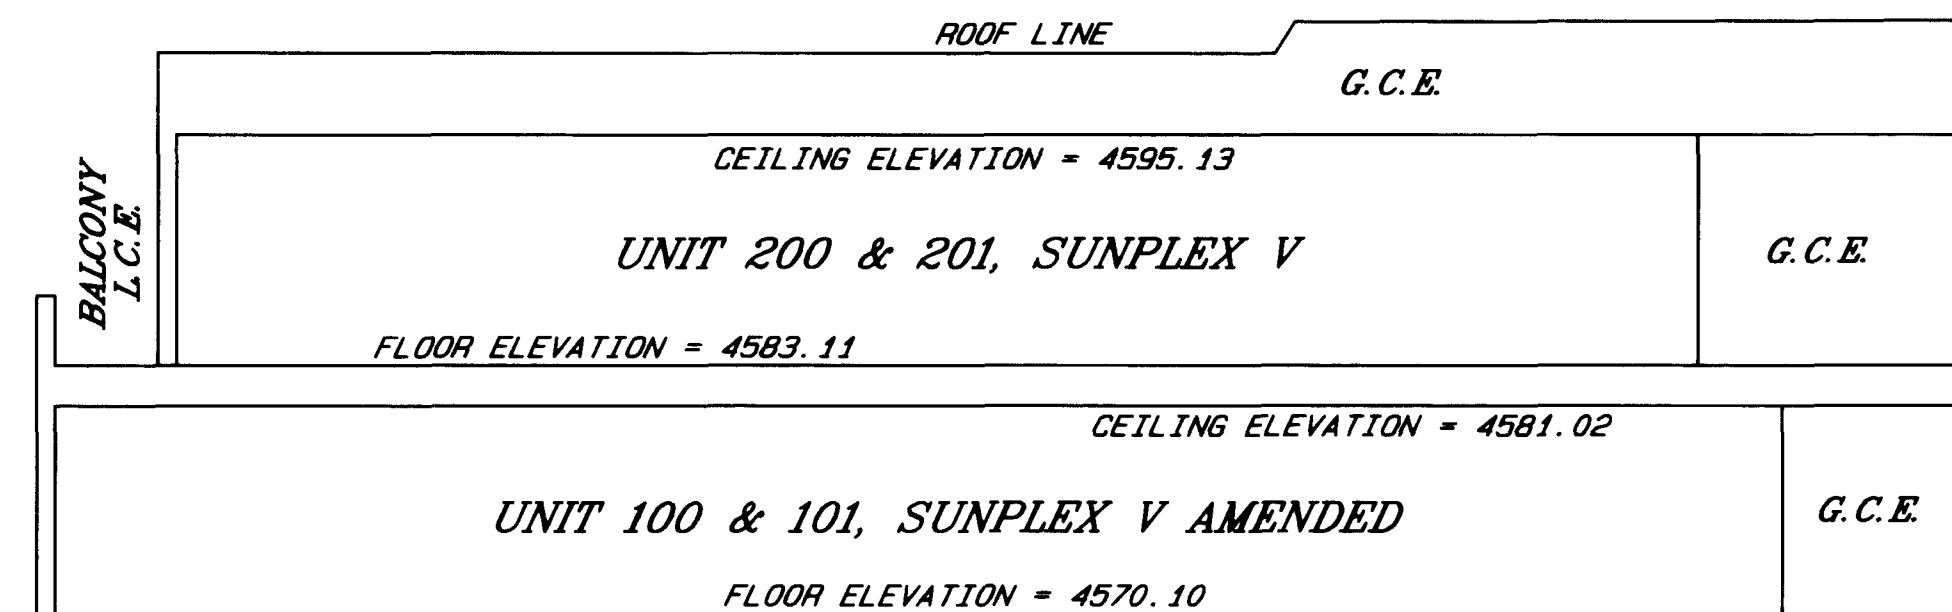 ROOF LINE
G.C.E.
CEILING ELEVATION = 4595.13
BALCONY
L.C.E.
UNIT 200 & 201, SUNPLEX V
G.C.E.
FLOOR ELEVATION = 4583.11
CEILING ELEVATION = 4581.02
UNIT 100 & 101, SUNPLEX V AMENDED
G.C.E.
FLOOR ELEVATION = 4570.10